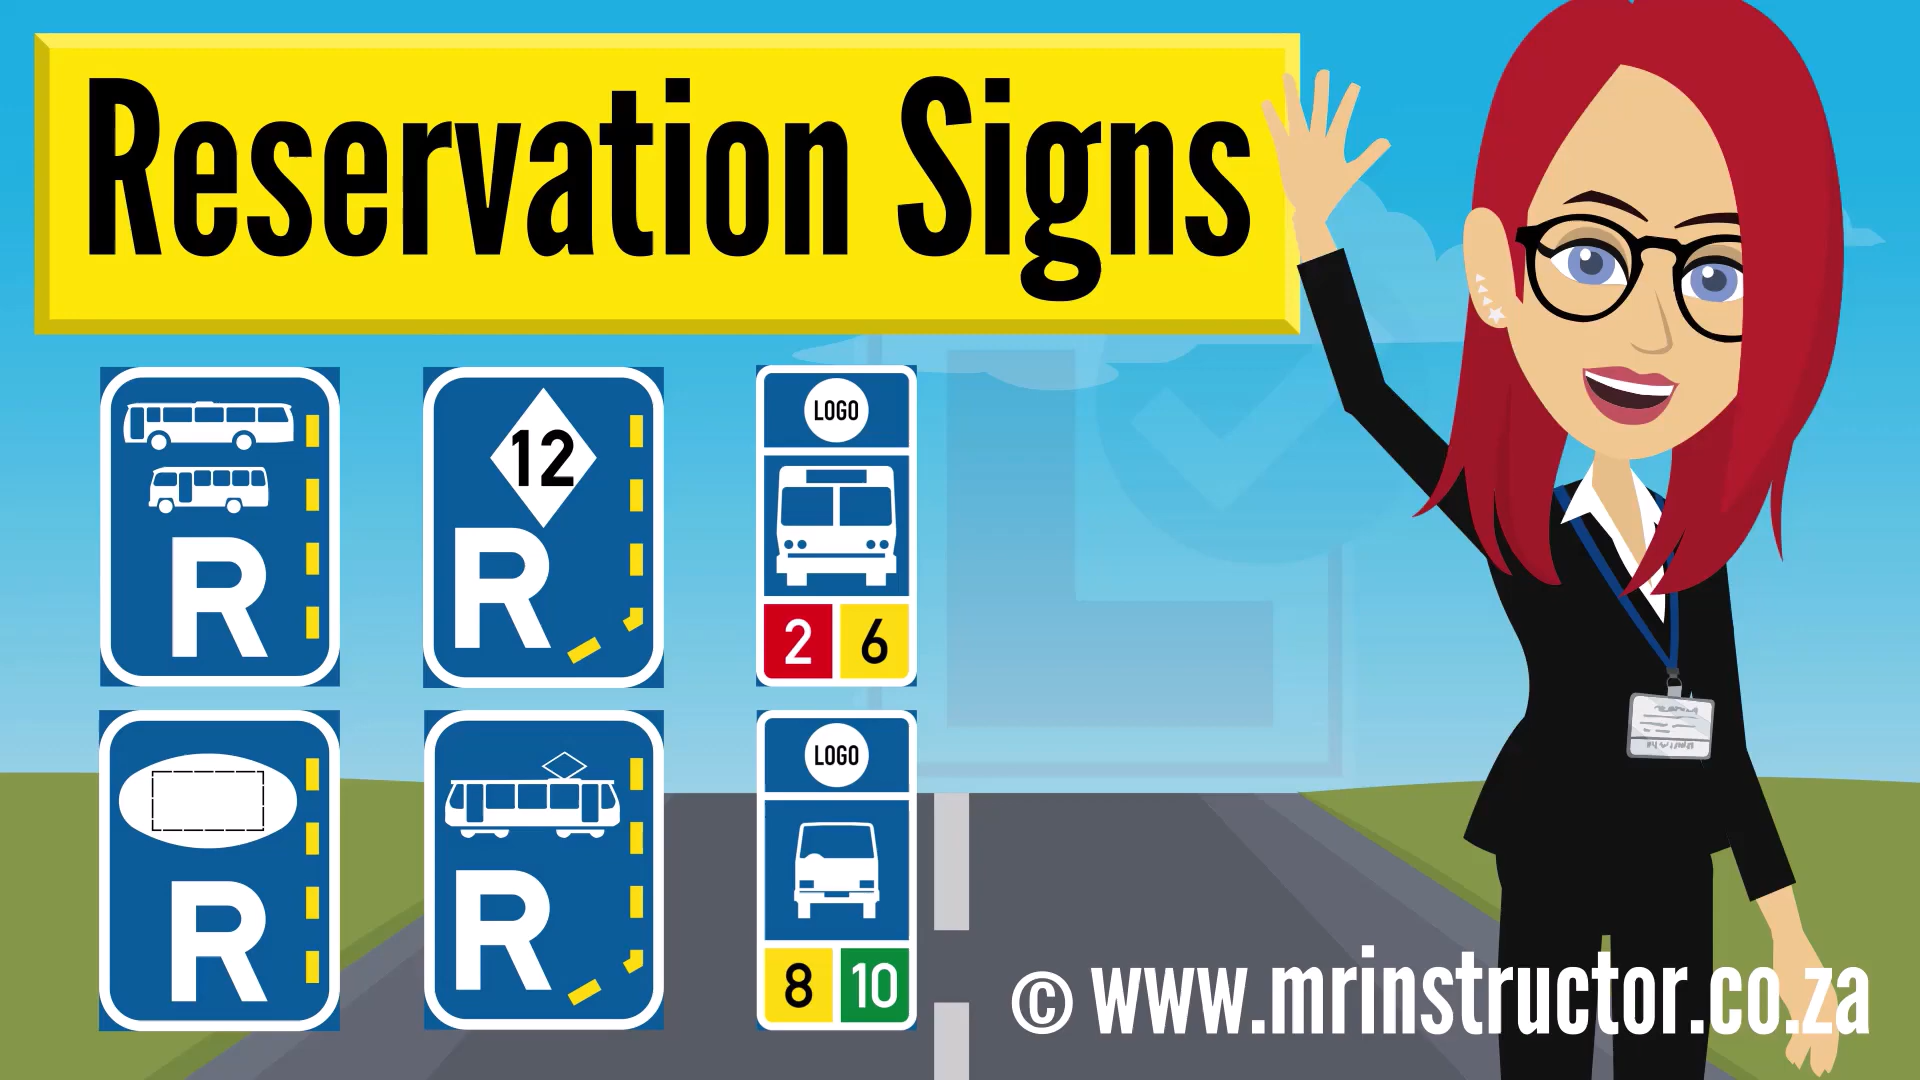 Reservation Signs
R
12
R
LOGO
2 6
R
R
LOGO
8 10
© www.mrinstructor.co.za